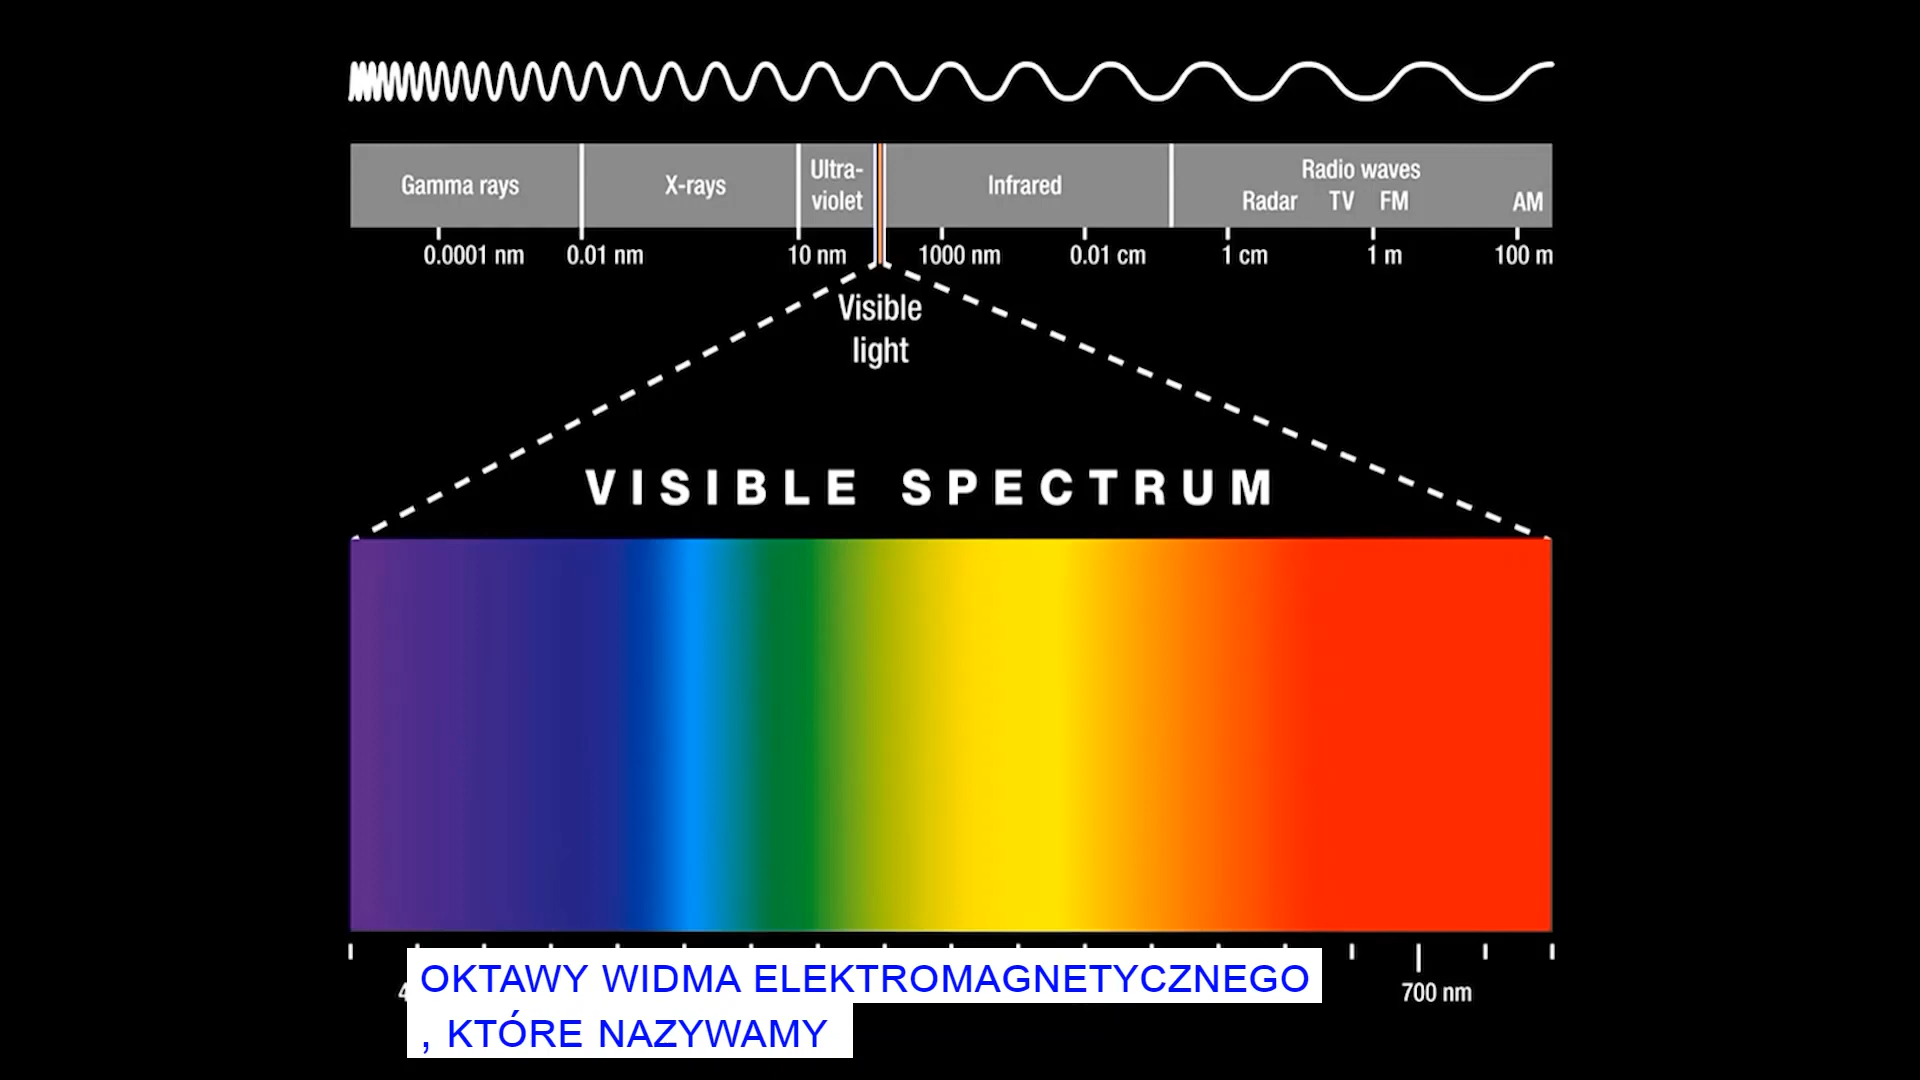 Gamma rays
X-rays
Ultra-
violet
Infrared
Radio waves
Radar TV FM AM
0.0001 nm 0.01 nm 10 nm 1000 nm 0.01 cm 1 cm 1 m 100 m
Visible
light
VISIBLE SPECTRUM
700 nm
OKTAWY WIDMA ELEKTROMAGNETYCZNEGO
, KTÓRE NAZYWAMY